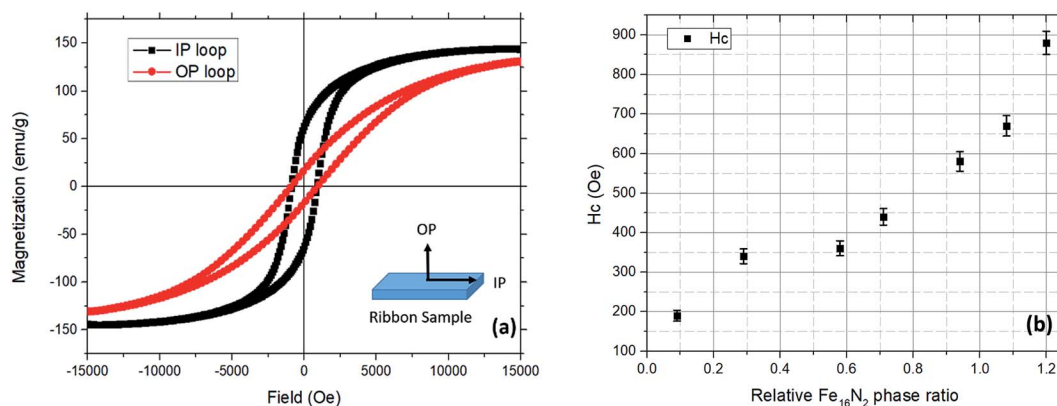 IP loop
OP loop
Magnetization (emu/g)
150
100
50
0
-50
-100
-150
-15000 -10000 -5000 0 5000 10000 15000
Field (Oe)
OP
IP
Ribbon Sample
(a)
Hc
Hc (Oe)
900
800
700
600
500
400
300
200
100
0.0 0.2 0.4 0.6 0.8 1.0 1.2
Relative Fe₁₆N₂ phase ratio
(b)